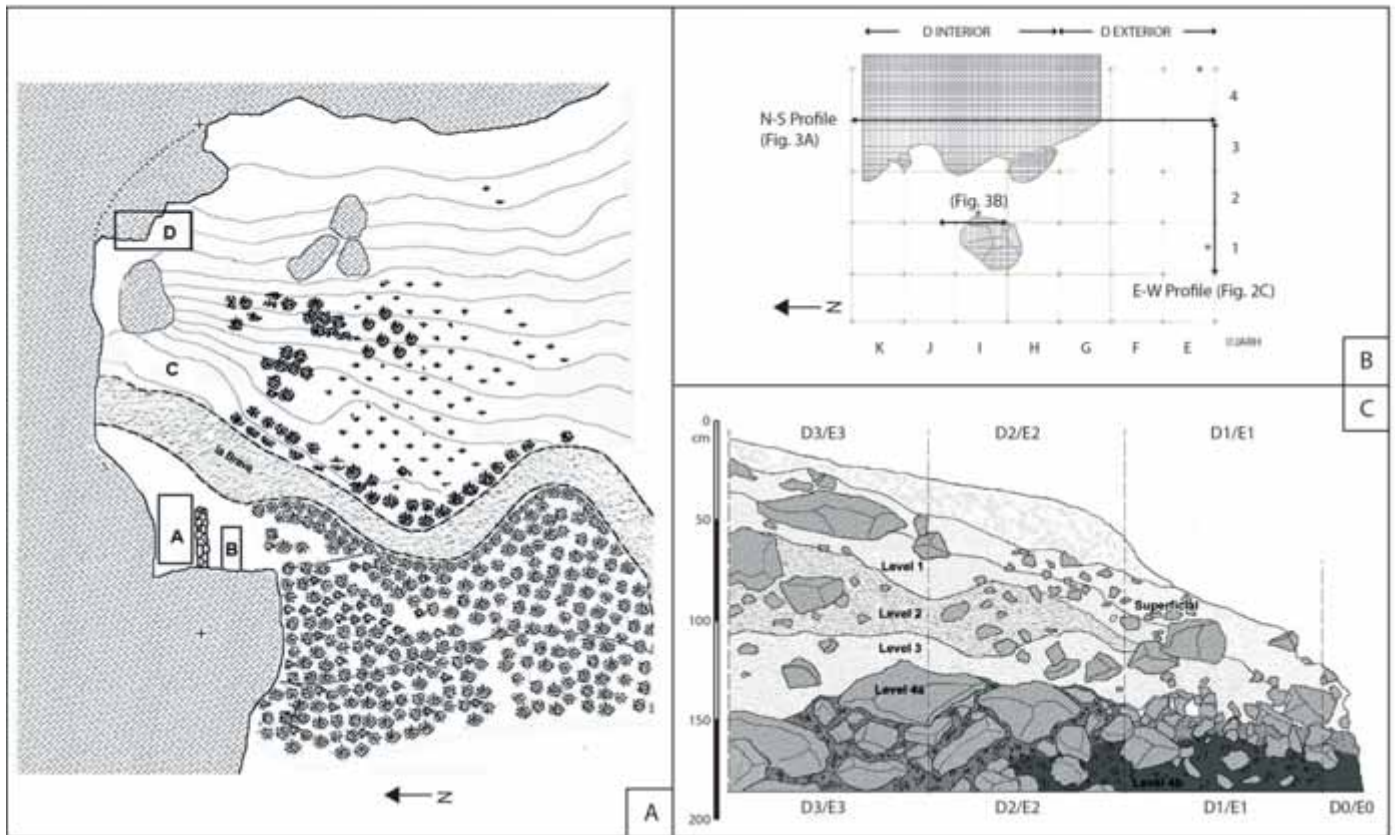 D
C
la Brava
A
B
N
A
D INTERIOR
D EXTERIOR
4
N-S Profile
(Fig. 3A)
3
2
(Fig. 3B)
1
E-W Profile (Fig. 2C)
N
K J I H G F E
B
C
0
cm
50
100
150
200
D3/E3 D2/E2 D1/E1
Level 1
Superficial
Level 2
Level 3
Level 4a
Level 4b
D3/E3 D2/E2 D1/E1 D0/E0